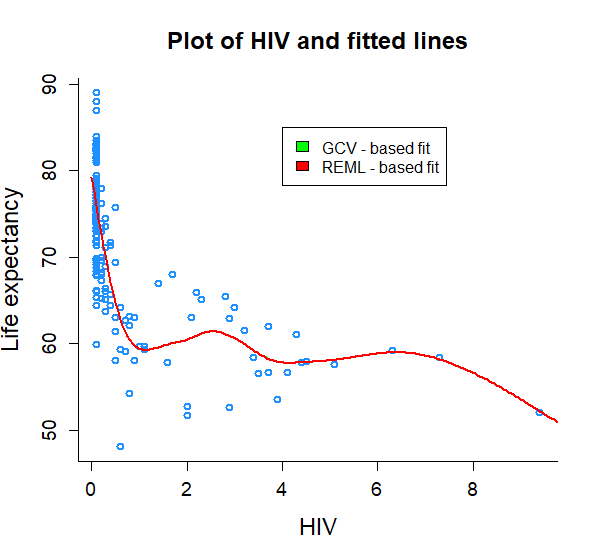 Plot of HIV and fitted lines
Life expectancy
90
80
70
60
50
GCV - based fit
REML - based fit
0 2 4 6 8
HIV